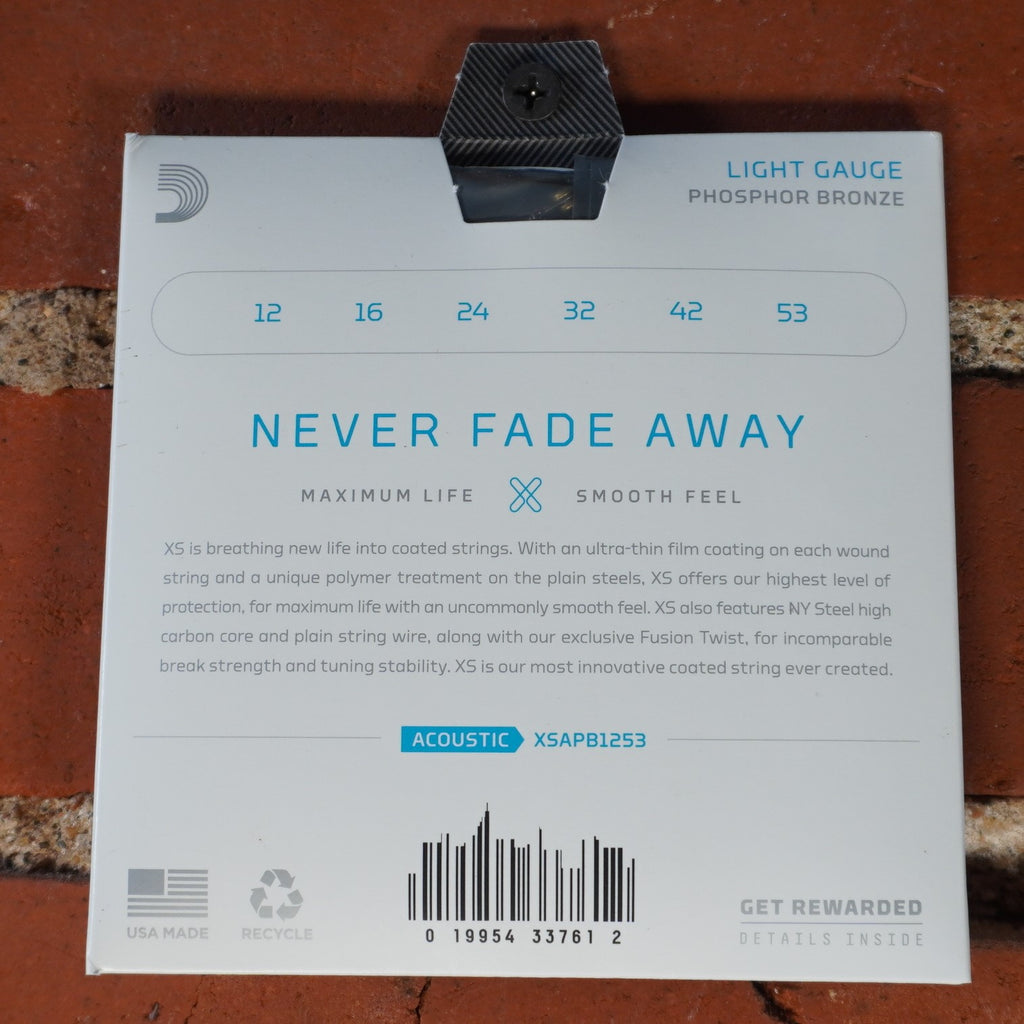 LIGHT GAUGE
PHOSPHOR BRONZE
12 16 24 32 42 53
NEVER FADE AWAY
MAXIMUM LIFE SMOOTH FEEL
XS is breathing new life into coated strings. With an ultra-thin film coating on each wound
string and a unique polymer treatment on the plain steels, XS offers our highest level of
protection, for maximum life with an uncommonly smooth feel. XS also features NY Steel high
carbon core and plain string wire, along with our exclusive Fusion Twist, for incomparable
break strength and tuning stability. XS is our most innovative coated string ever created.
ACOUSTIC XSAPB1253
USA MADE
RECYCLE
0 19954 33761 2
GET REWARDED
DETAILS INSIDE